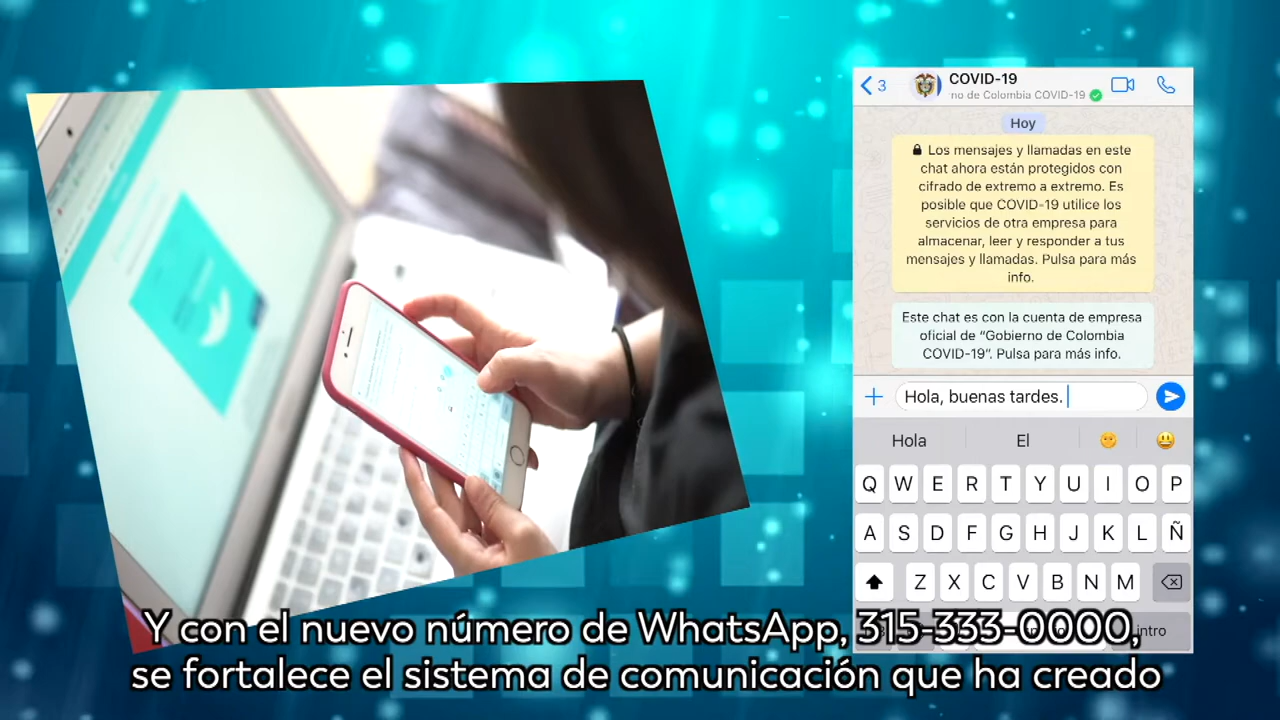 3
COVID-19
no de Colombia COVID-19
Hoy
Los mensajes y llamadas en este
chat ahora están protegidos con
cifrado de extremo a extremo. Es
posible que COVID-19 utilice los
servicios de otra empresa para
almacenar, leer y responder a tus
mensajes y llamadas. Pulsa para más
info.
Este chat es con la cuenta de empresa
oficial de “Gobierno de Colombia
COVID-19”. Pulsa para más info.
Hola, buenas tardes.
Hola El
Q W E R T Y U I O P
A S D F G H J K L Ñ
Z X C V B N M
intro
Y con el nuevo número de WhatsApp, 315-333-0000,
se fortalece el sistema de comunicación que ha creado